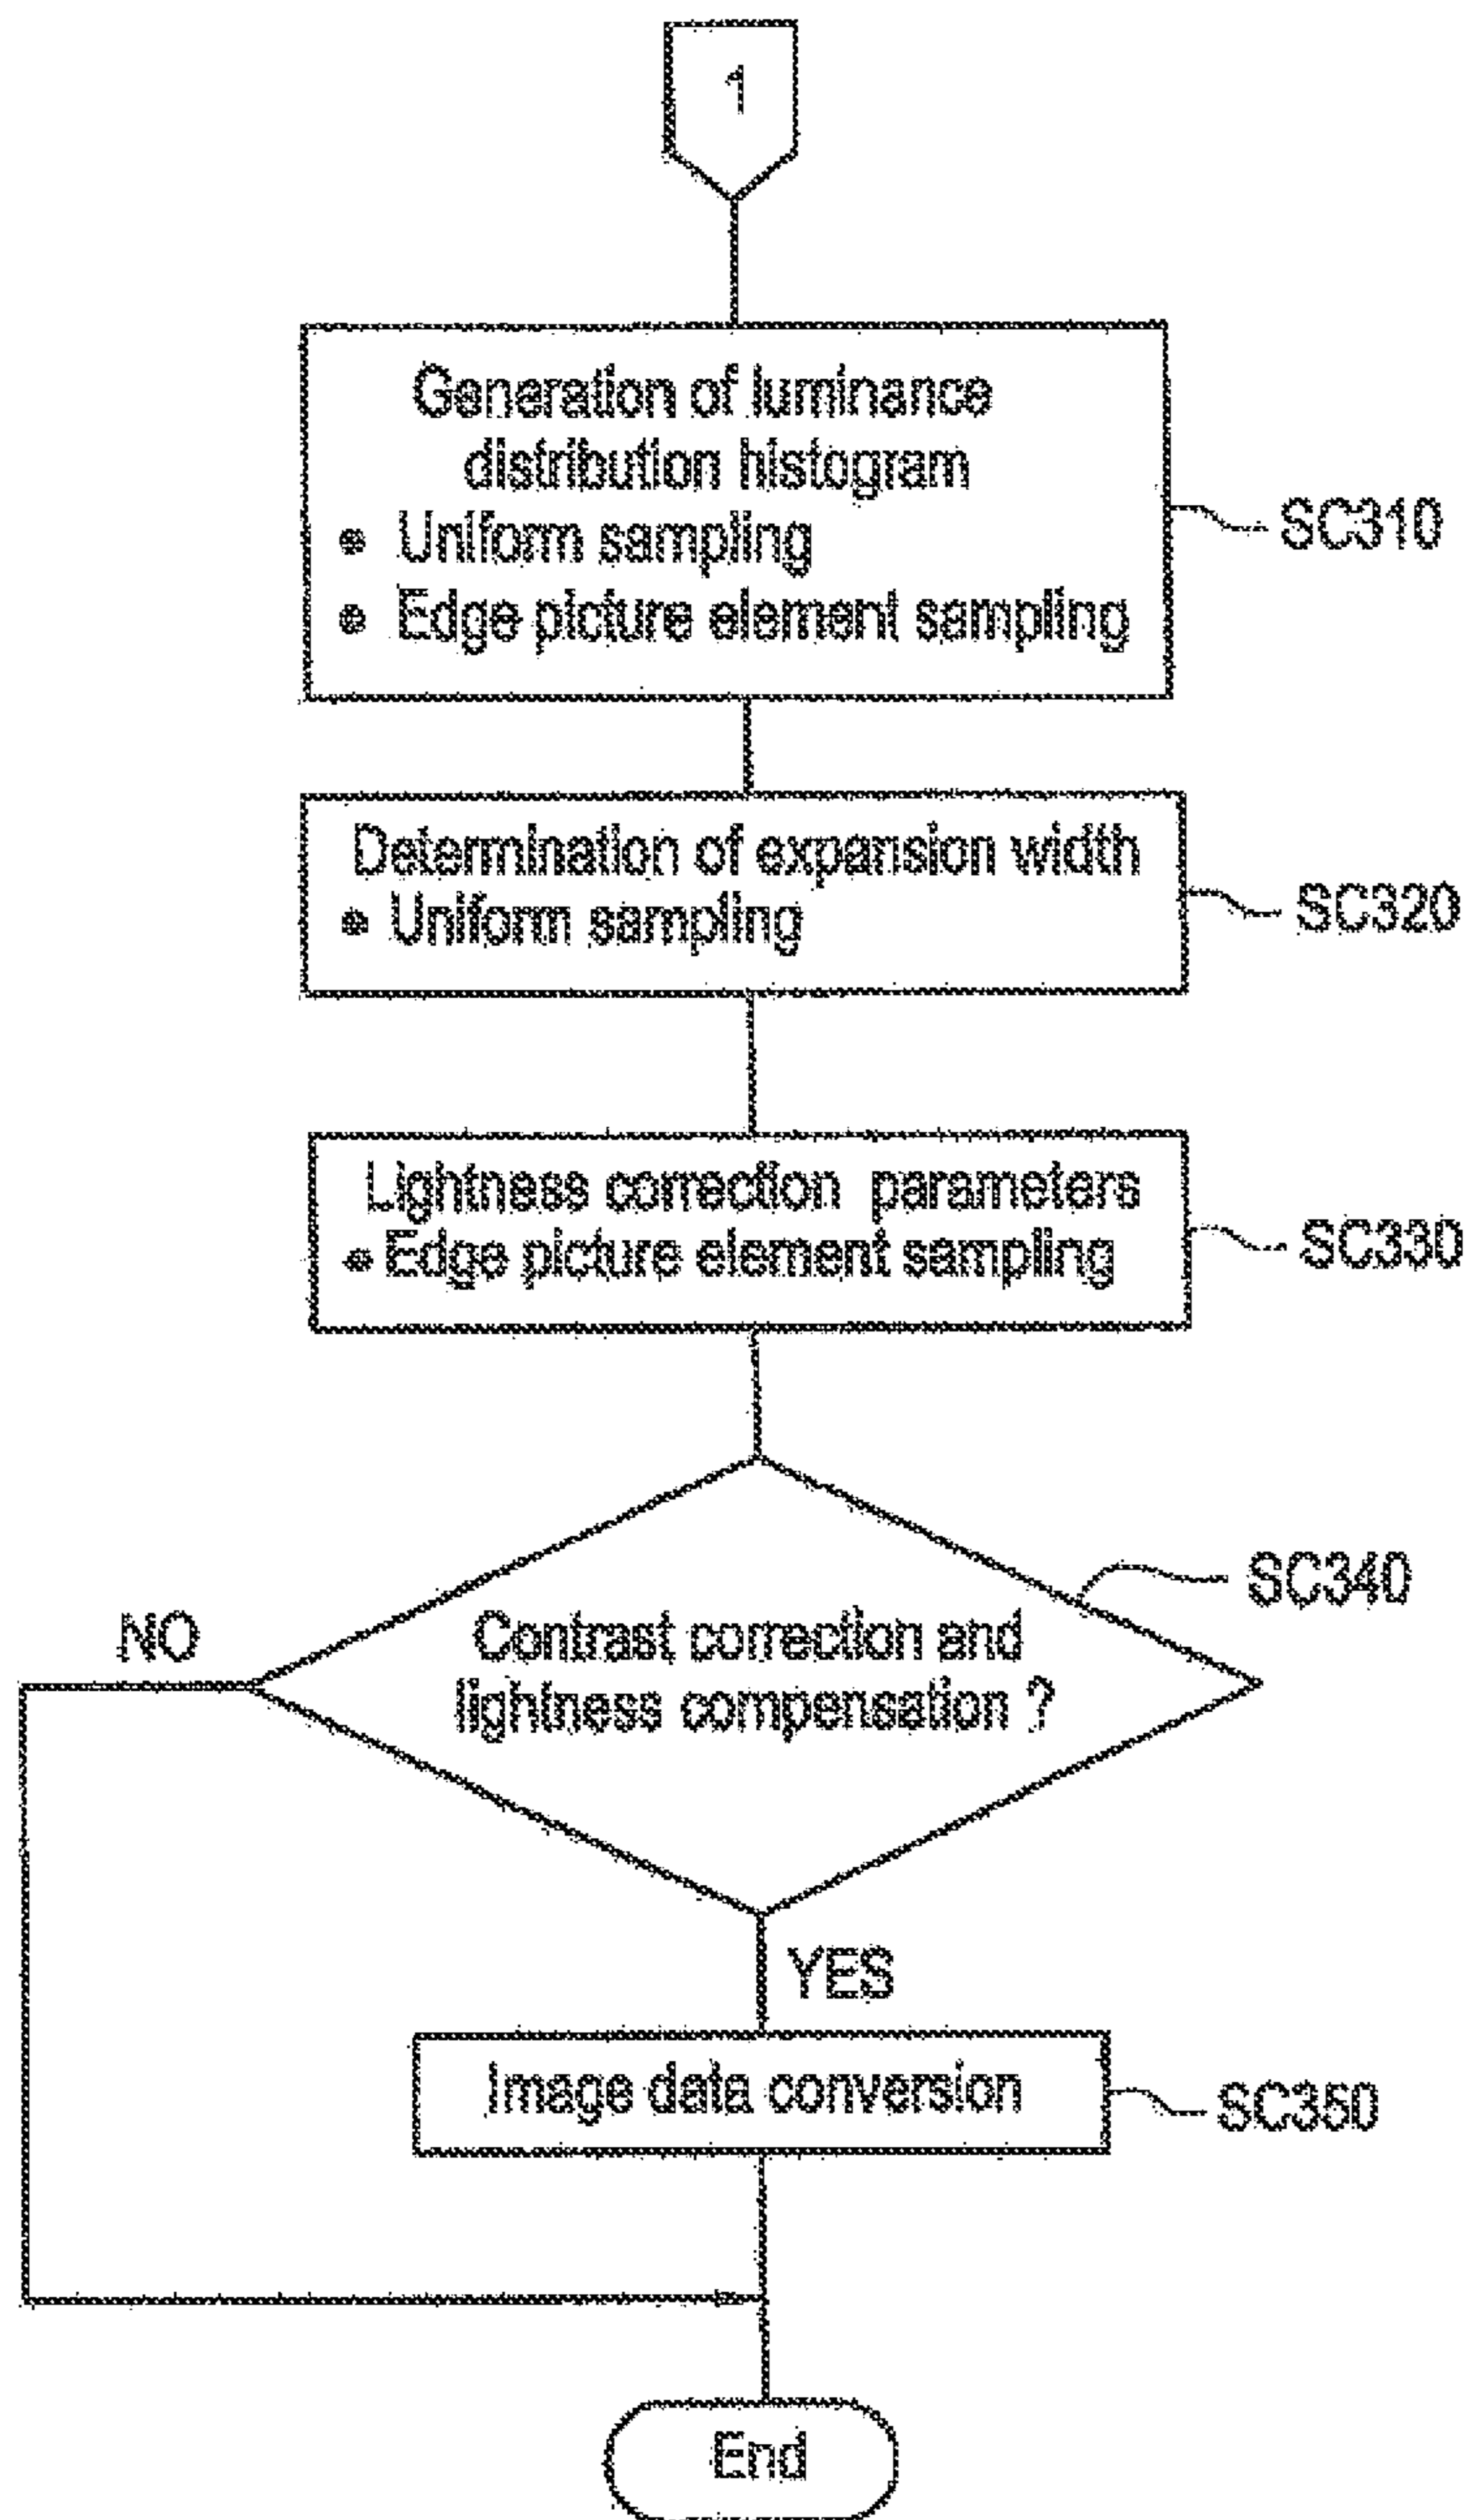 1
Generation of luminance
distribution histogram
• Uniform sampling
• Edge picture element sampling
SC310
Determination of expansion width
• Uniform sampling
SC320
Lightness correction parameters
• Edge picture element sampling
SC330
SC340
NO
Contrast correction and
lightness compensation ?
YES
Image data conversion
SC350
End